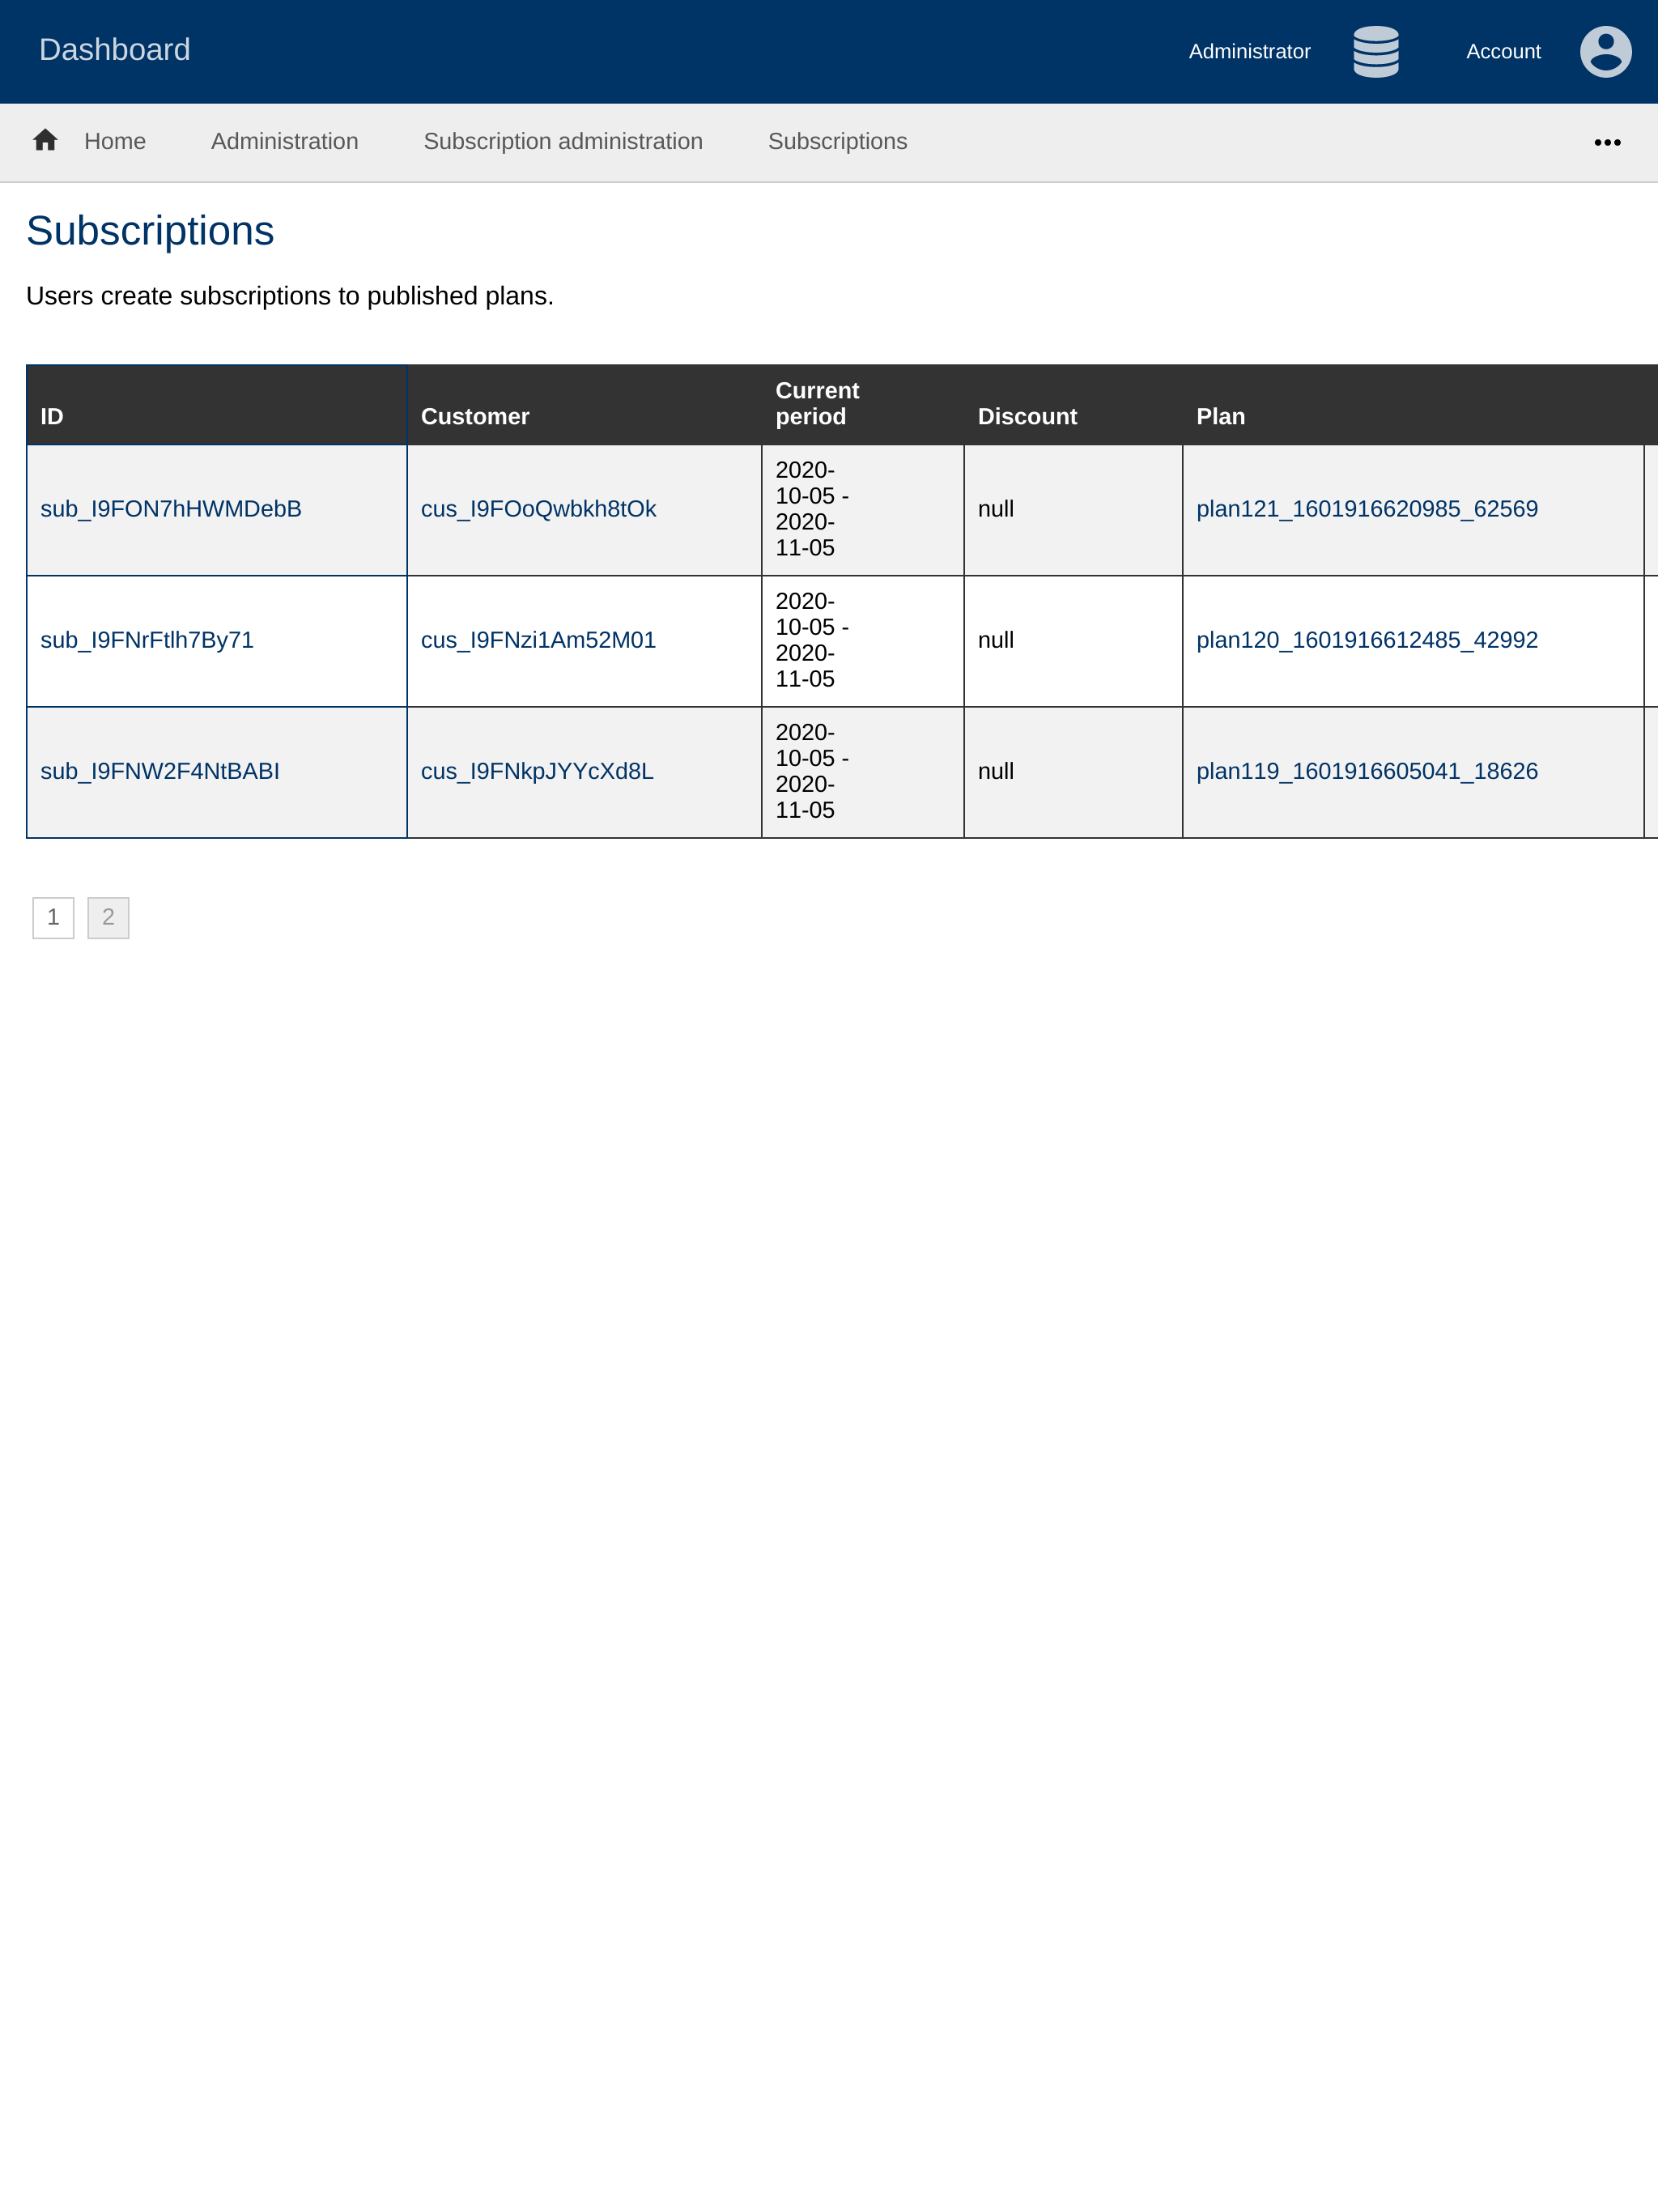 Dashboard
Administrator
Account
Home
Administration
Subscription administration
Subscriptions
Subscriptions
Users create subscriptions to published plans.
ID
Customer
Current
period
Discount
Plan
sub_I9FON7hHWMDebB
cus_I9FOoQwbkh8tOk
2020-
10-05 -
2020-
11-05
null
plan121_1601916620985_62569
sub_I9FNrFtlh7By71
cus_I9FNzi1Am52M01
2020-
10-05 -
2020-
11-05
null
plan120_1601916612485_42992
sub_I9FNW2F4NtBABI
cus_I9FNkpJYYcXd8L
2020-
10-05 -
2020-
11-05
null
plan119_1601916605041_18626
1
2